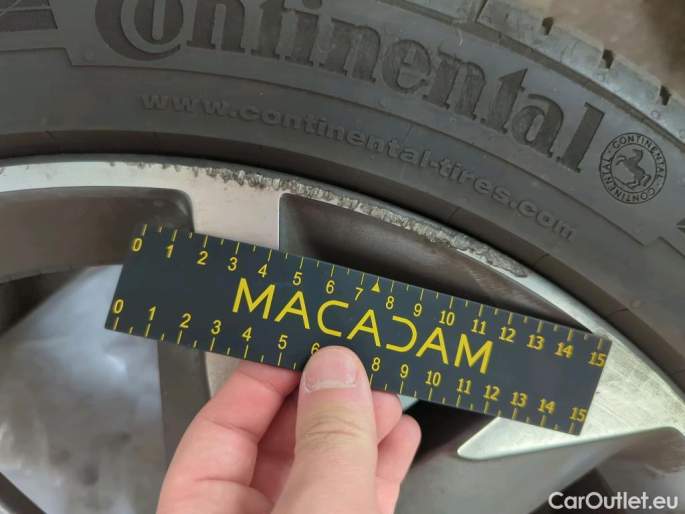 Continental
www.continental-tires.com
CONTINENTAL
CONTINENTAL
0 1 2 3 4 5 6 7 8 9 10 11 12 13 14 15
MACADAM
0 1 2 3 4 5 6 8 9 10 11 12 13 14 15
CarOutlet.eu